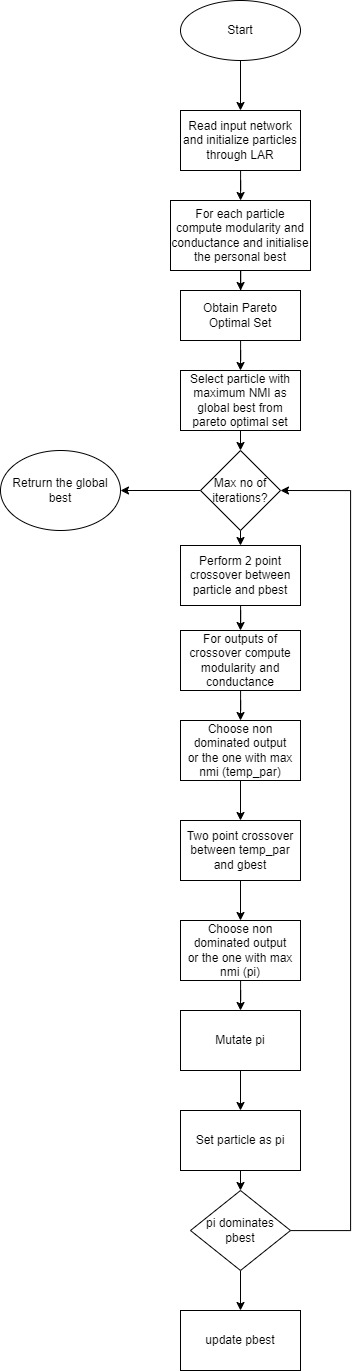 Start
Read input network
and initialize particles
through LAR
For each particle
compute modularity and
conductance and initialise
the personal best
Obtain Pareto
Optimal Set
Select particle with
maximum NMI as
global best from
pareto optimal set
Max no of
iterations?
Retrurn the global
best
Perform 2 point
crossover between
particle and pbest
For outputs of
crossover compute
modularity and
conductance
Choose non
dominated output
or the one with max
nmi (temp_par)
Two point crossover
between temp_par
and gbest
Choose non
dominated output
or the one with max
nmi (pi)
Mutate pi
Set particle as pi
pi dominates
pbest
update pbest